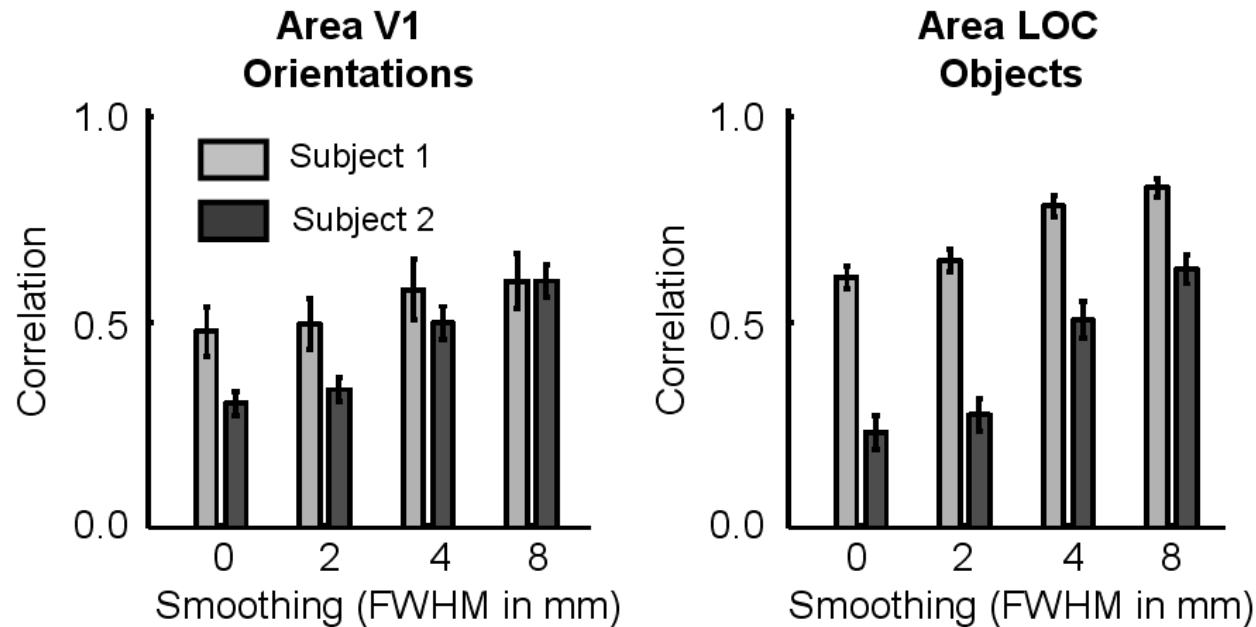 Area V1
Orientations
1.0
0.5
0.0
Correlation
Subject 1
Subject 2
0 2 4 8
Smoothing (FWHM in mm)
Area LOC
Objects
1.0
0.5
0.0
Correlation
0 2 4 8
Smoothing (FWHM in mm)